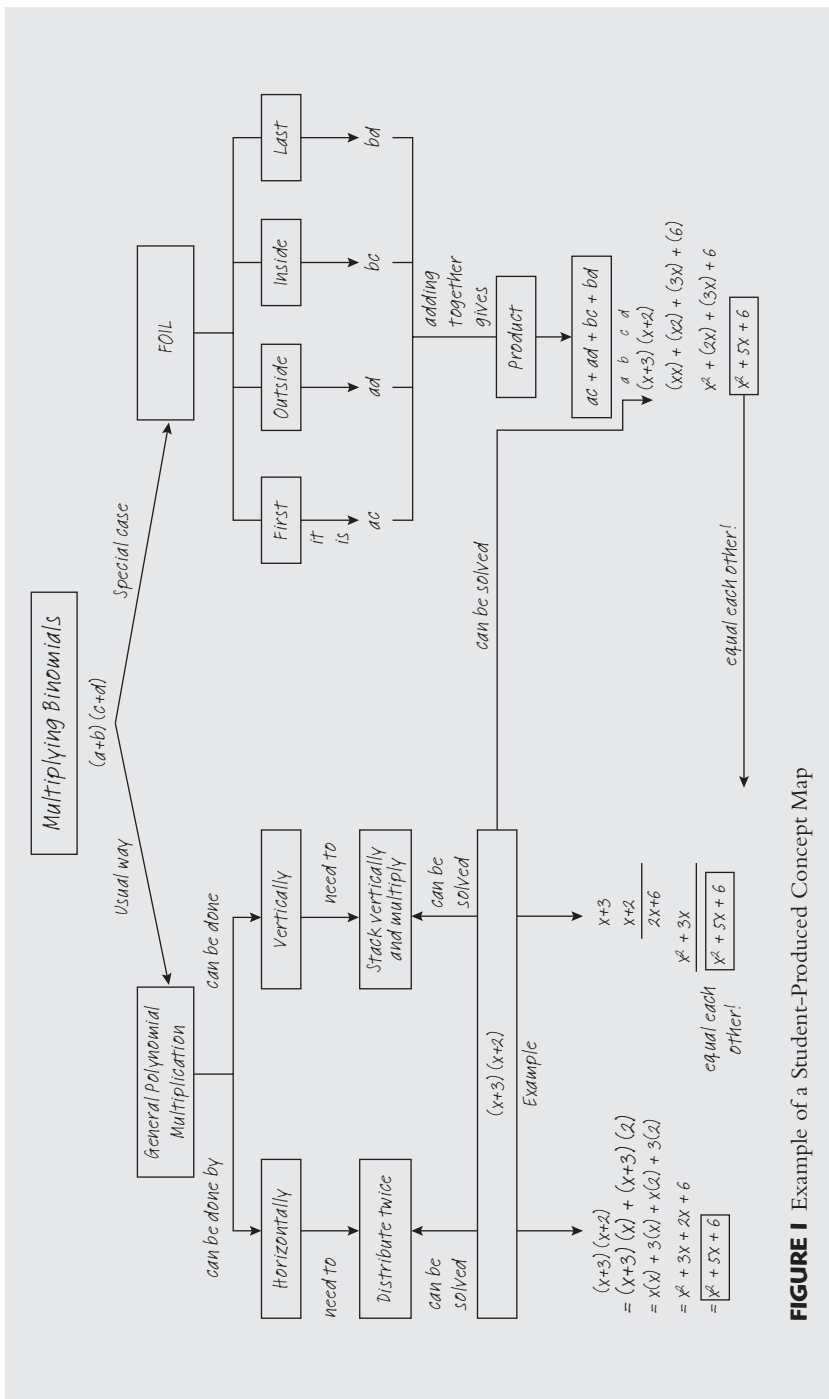 Multiplying Binomials
(a+b) (c+d)
Usual way
Special case
General Polynomial
Multiplication
FOIL
can be done by
can be done
Horizontally
Vertically
First
Outside
Inside
Last
need to
need to
it
is
ac
ad
bc
bd
Distribute twice
Stack vertically
and multiply
adding
together
gives
can be
solved
can be
solved
can be solved
Product
(x+3) (x+2)
Example
ac + ad + bc + bd
a b c d
(x+3) (x+2)
(xx) + (x2) + (3x) + (6)
x² + (2x) + (3x) + 6
x² + 5x + 6
(x+3) (x+2)
= (x+3) (x) + (x+3) (2)
= x(x) + 3(x) + x(2) + 3(2)
= x² + 3x + 2x + 6
= x² + 5x + 6
x+3
x+2
2x+6
x² + 3x
x² + 5x + 6
equal each
other!
equal each other!
FIGURE 1 Example of a Student-Produced Concept Map